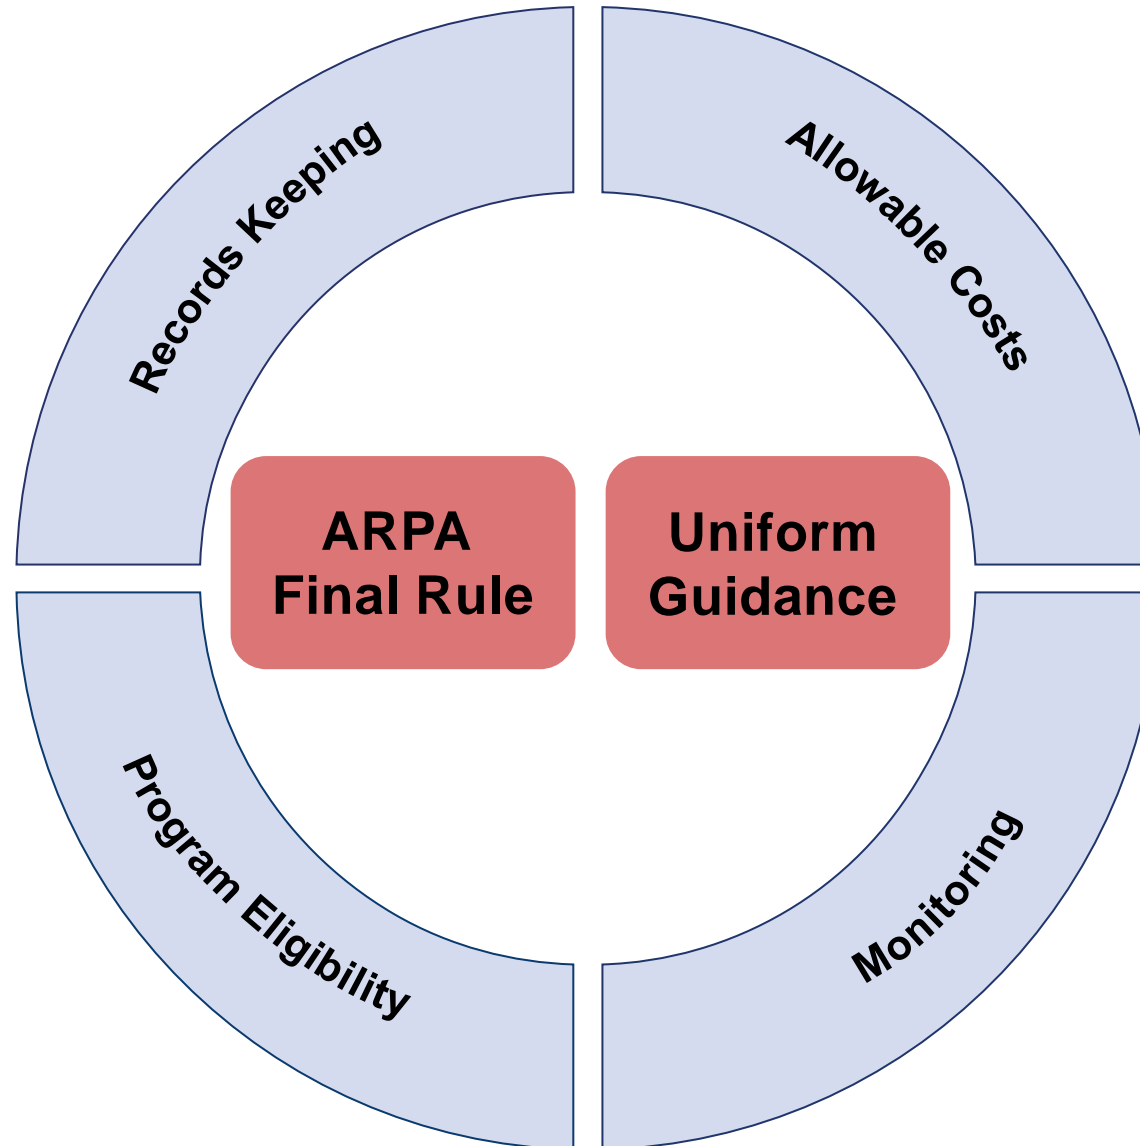 Records Keeping
Allowable Costs
ARPA
Final Rule
Uniform
Guidance
Program Eligibility
Monitoring